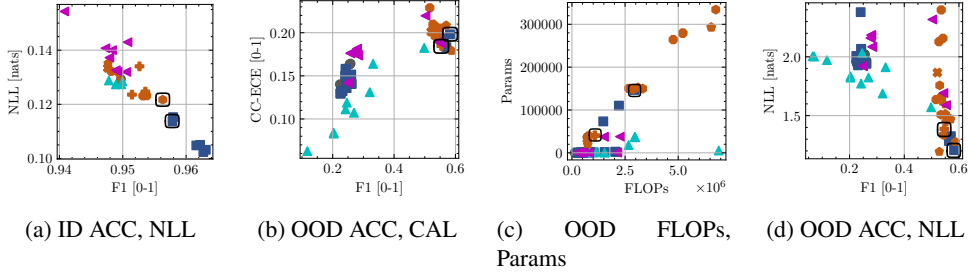 0.14
0.12
0.10
NLL [nats]
0.941
0.95
0.96
F1 [0-1]
(a) ID ACC, NLL
0.20
0.15
0.10
CC-ECE [0-1]
0.2
0.4
0.6
F1 [0-1]
(b) OOD ACC, CAL
300000
200000
100000
0
Params
0.0
2.5
5.0
×10⁶
FLOPs
(c) OOD FLOPs,
Params
2.0
1.5
NLL [nats]
0.0
0.2
0.4
0.6
F1 [0-1]
(d) OOD ACC, NLL